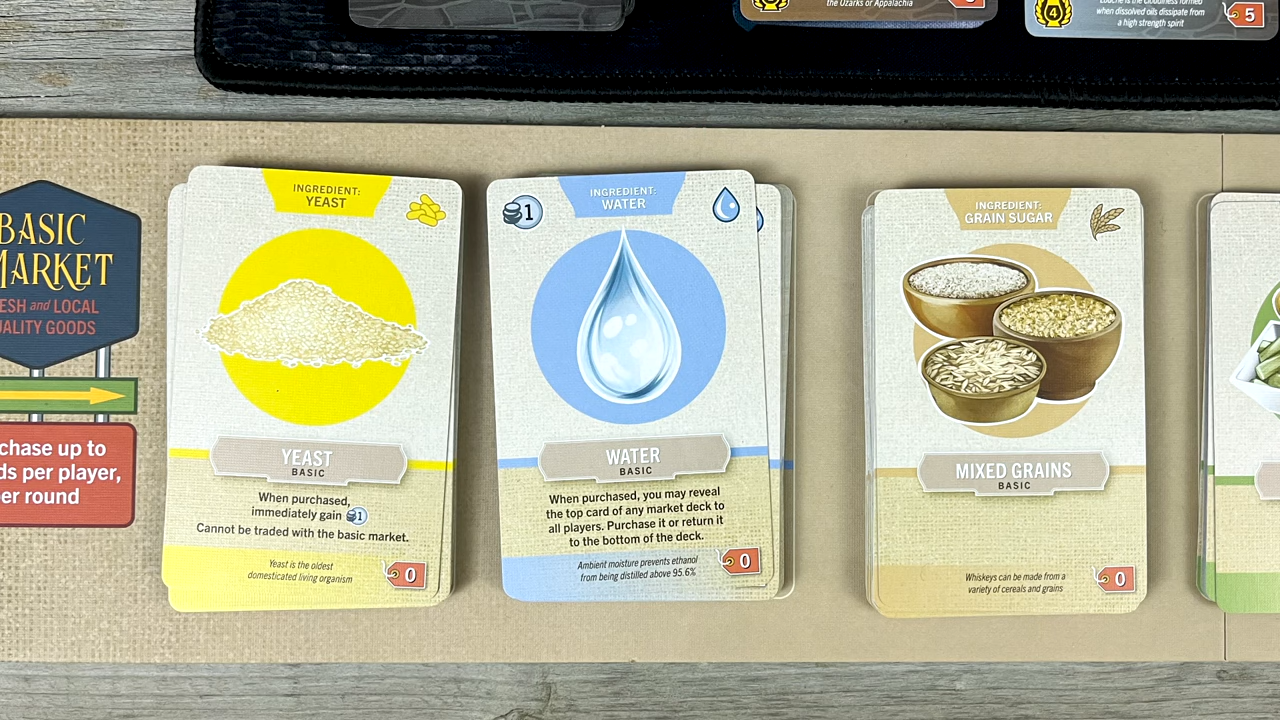 4
the Ozarks or Appalachia
when dissolved oils dissipate from
a high strength spirit
4
5
BASIC
MARKET
ESH and LOCAL
UALITY GOODS
chase up to
ds per player,
er round
INGREDIENT:
YEAST
YEAST
BASIC
When purchased,
immediately gain 1
Cannot be traded with the basic market.
Yeast is the oldest
domesticated living organism
0
1
INGREDIENT:
WATER
WATER
BASIC
When purchased, you may reveal
the top card of any market deck to
all players. Purchase it or return it
to the bottom of the deck.
Ambient moisture prevents ethanol
from being distilled above 95.6%
0
INGREDIENT:
GRAIN SUGAR
MIXED GRAINS
BASIC
Whiskeys can be made from a
variety of cereals and grains
0